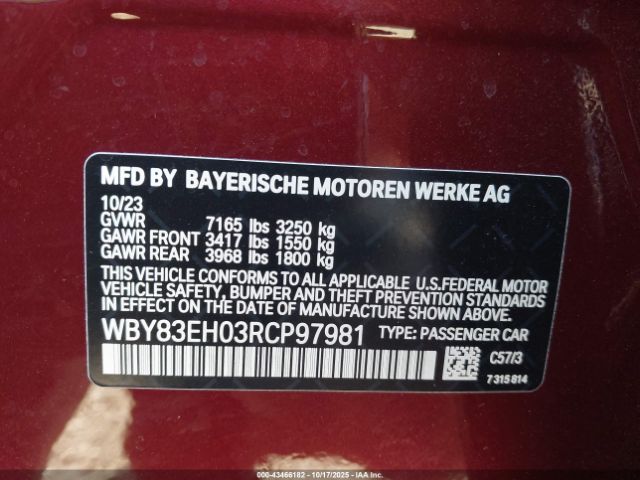 MFD BY BAYERISCHE MOTOREN WERKE AG
10/23
GVWR 7165 lbs 3250 kg
GAWR FRONT 3417 lbs 1550 kg
GAWR REAR 3968 lbs 1800 kg
THIS VEHICLE CONFORMS TO ALL APPLICABLE U.S.FEDERAL MOTOR
VEHICLE SAFETY, BUMPER AND THEFT PREVENTION STANDARDS
IN EFFECT ON THE DATE OF MANUFACTURE SHOWN ABOVE.
WBY83EH03RCP97981 TYPE: PASSENGER CAR
C57/3
7315814
000-43466182 - 10/17/2025 - COPYRIGHT IAA, LLC.